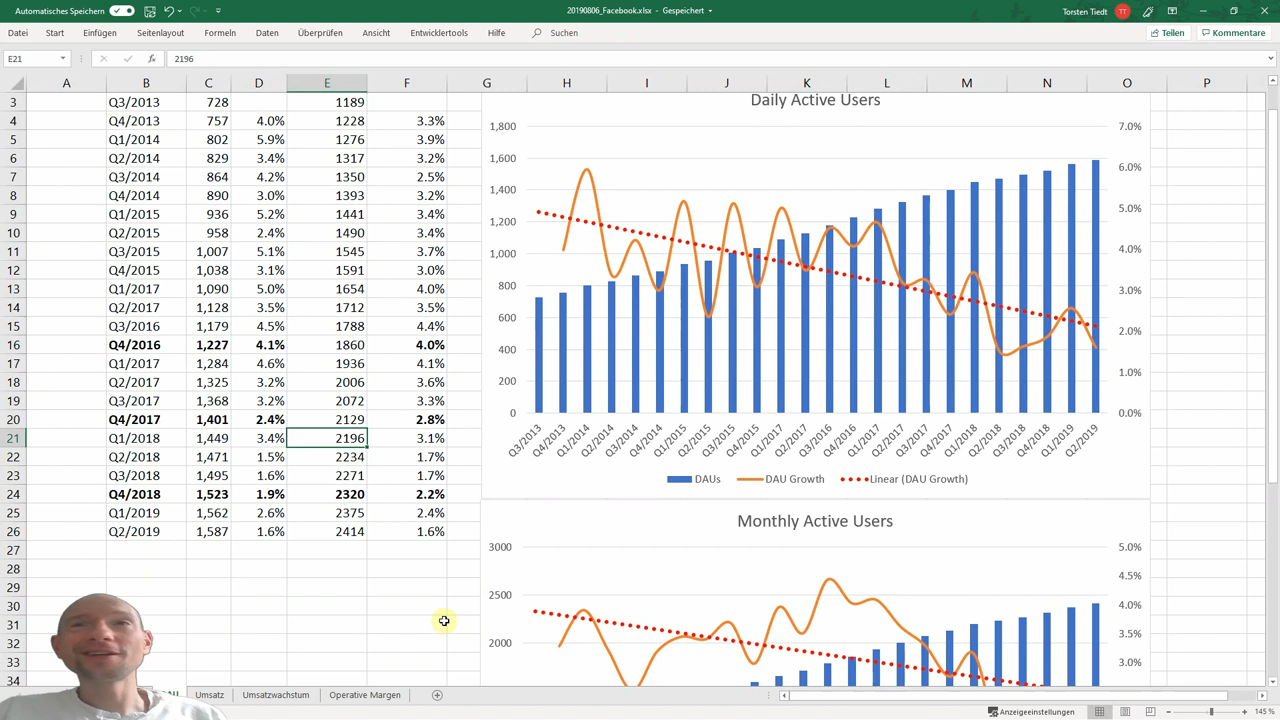 Automatisches Speichern
20190806_Facebook.xlsx - Gespeichert
Torsten Tiedt TT
Datei Start Einfügen Seitenlayout Formeln Daten Überprüfen Ansicht Entwicklertools Hilfe Suchen Teilen Kommentare
E21 fx 2196
A B C D E F G H I J K L M N O P
3 Q3/2013 728 1189
4 Q4/2013 757 4.0% 1228 3.3%
5 Q1/2014 802 5.9% 1276 3.9%
6 Q2/2014 829 3.4% 1317 3.2%
7 Q3/2014 864 4.2% 1350 2.5%
8 Q4/2014 890 3.0% 1393 3.2%
9 Q1/2015 936 5.2% 1441 3.4%
10 Q2/2015 958 2.4% 1490 3.4%
11 Q3/2015 1,007 5.1% 1545 3.7%
12 Q4/2015 1,038 3.1% 1591 3.0%
13 Q1/2017 1,090 5.0% 1654 4.0%
14 Q2/2017 1,128 3.5% 1712 3.5%
15 Q3/2016 1,179 4.5% 1788 4.4%
16 Q4/2016 1,227 4.1% 1860 4.0%
17 Q1/2017 1,284 4.6% 1936 4.1%
18 Q2/2017 1,325 3.2% 2006 3.6%
19 Q3/2017 1,368 3.2% 2072 3.3%
20 Q4/2017 1,401 2.4% 2129 2.8%
21 Q1/2018 1,449 3.4% 2196 3.1%
22 Q2/2018 1,471 1.5% 2234 1.7%
23 Q3/2018 1,495 1.6% 2271 1.7%
24 Q4/2018 1,523 1.9% 2320 2.2%
25 Q1/2019 1,562 2.6% 2375 2.4%
26 Q2/2019 1,587 1.6% 2414 1.6%
27
28
29
30
31
32
33
34
Daily Active Users
1,800 7.0%
1,600 6.0%
1,400
1,200 5.0%
1,000 4.0%
800
600 3.0%
400 2.0%
200 1.0%
0 0.0%
Q3/2013 Q4/2013 Q1/2014 Q2/2014 Q3/2014 Q4/2014 Q1/2015 Q2/2015 Q3/2015 Q4/2015 Q1/2017 Q2/2017 Q3/2016 Q4/2016 Q1/2017 Q2/2017 Q3/2017 Q4/2017 Q1/2018 Q2/2018 Q3/2018 Q4/2018 Q1/2019 Q2/2019
DAUs DAU Growth Linear (DAU Growth)
Monthly Active Users
3000 5.0%
4.5%
2500 4.0%
3.5%
2000 3.0%
Umsatz Umsatzwachstum Operative Margen
Anzeigeeinstellungen 145 %